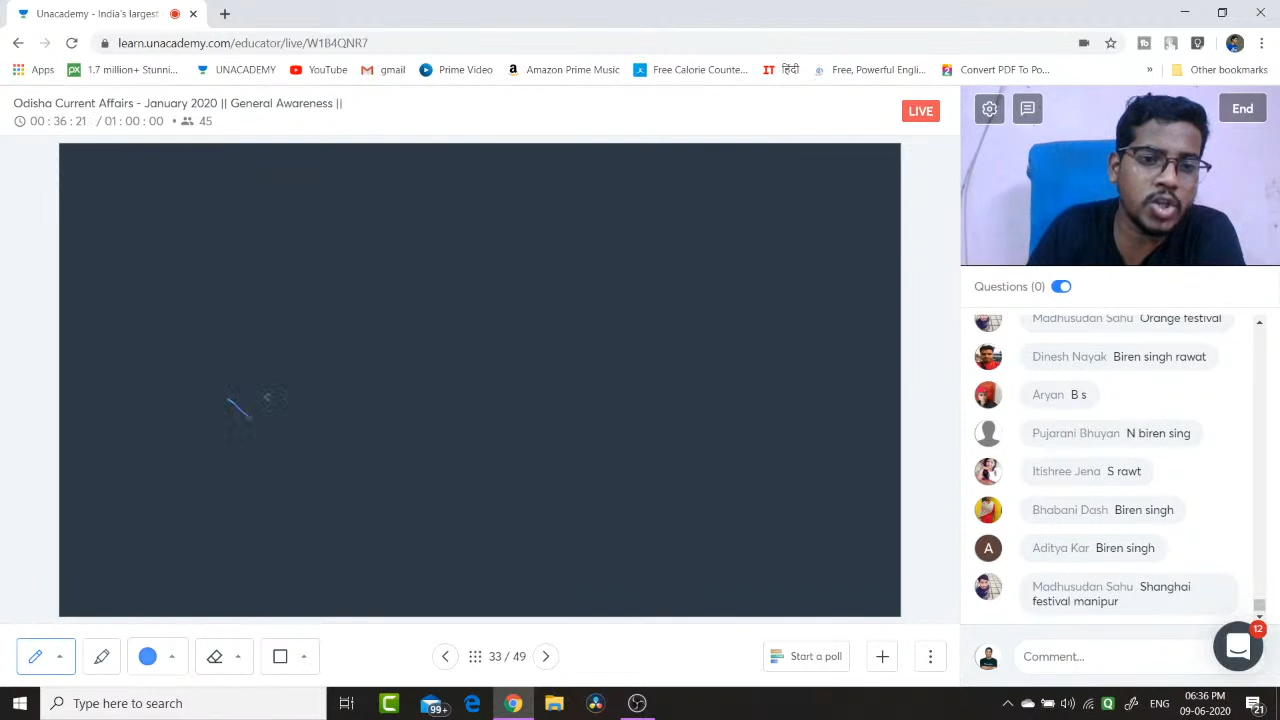 Unacademy - India's largest
learn.unacademy.com/educator/live/W1B4QNR7
Apps
1.7 million+ Stunni...
UNACADEMY
YouTube
gmail
Prime Video
Amazon Prime Music
Free Calorie Counte...
IT हिंदी
Free, Powerful Engli...
Convert PDF To Po...
»
Other bookmarks
Odisha Current Affairs - January 2020 || General Awareness ||
00 : 36 : 21 / 01 : 00 : 00 • 45
LIVE
End
Questions (0)
Madhusudan Sahu Orange festival
Dinesh Nayak Biren singh rawat
Aryan B s
Pujarani Bhuyan N biren sing
Itishree Jena S rawt
Bhabani Dash Biren singh
A Aditya Kar Biren singh
Madhusudan Sahu Shanghai
festival manipur
12
33 / 49
Start a poll
Comment...
Type here to search
99+
06:36 PM
09-06-2020
21